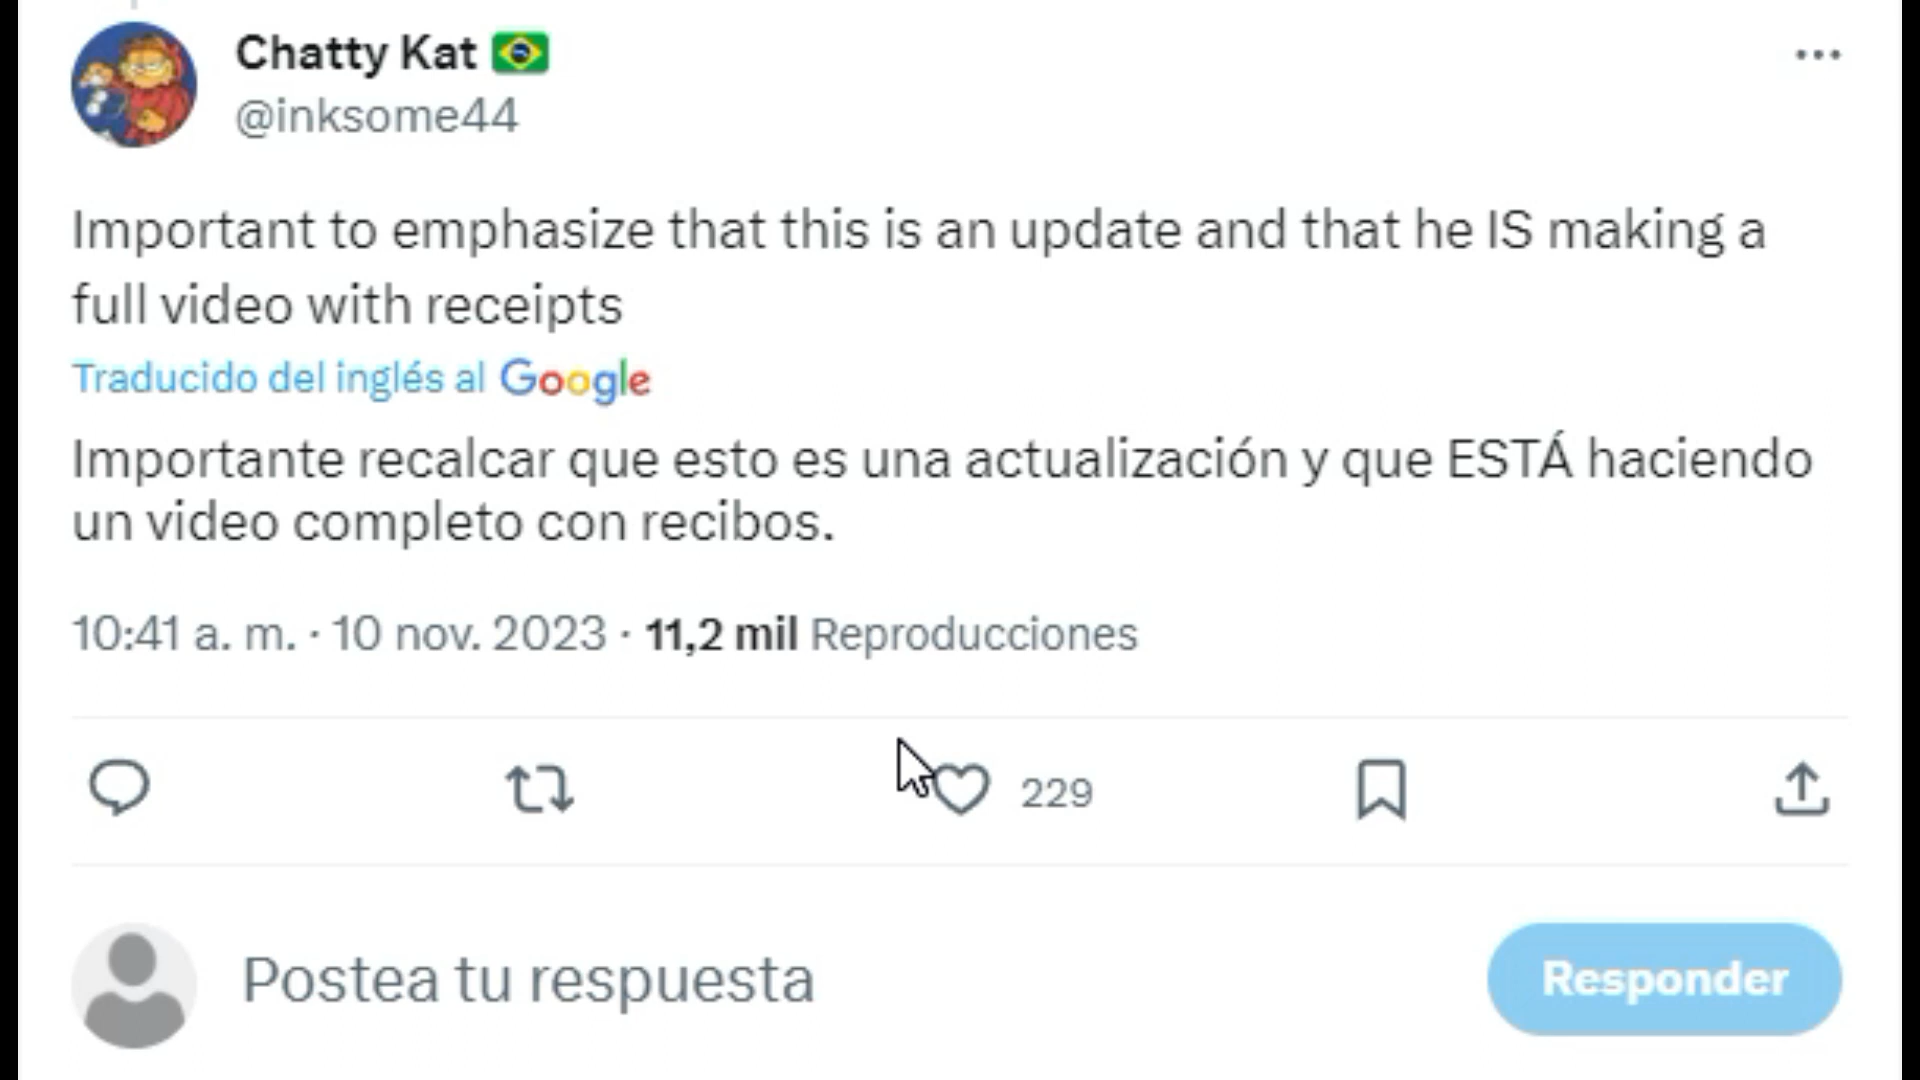 Chatty Kat 🇧🇷
@inksome44
Important to emphasize that this is an update and that he IS making a
full video with receipts
Traducido del inglés al Google
Importante recalcar que esto es una actualización y que ESTÁ haciendo
un video completo con recibos.
10:41 a. m. · 10 nov. 2023 · 11,2 mil Reproducciones
229
Postea tu respuesta
Responder